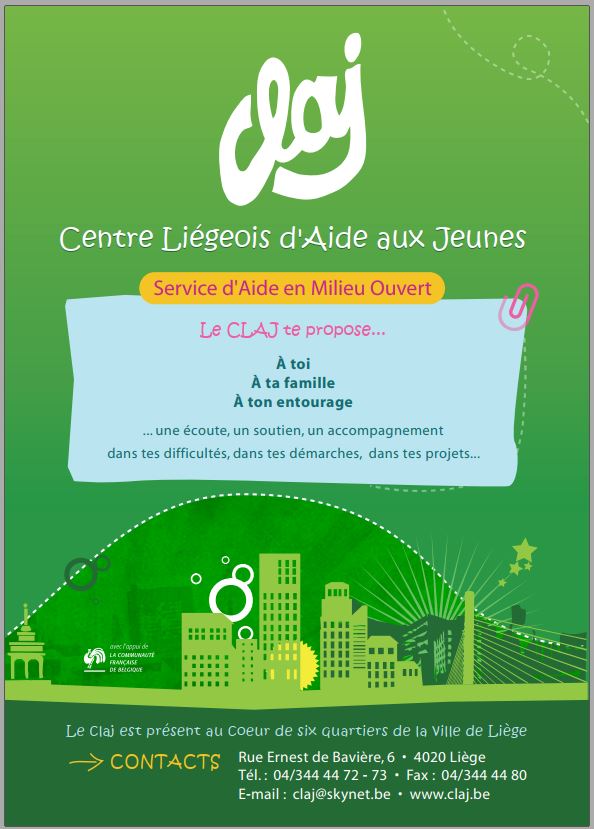 claj
Centre Liégeois d'Aide aux Jeunes
Service d'Aide en Milieu Ouvert
Le CLAJ te propose...
À toi
À ta famille
À ton entourage
... une écoute, un soutien, un accompagnement
dans tes difficultés, dans tes démarches, dans tes projets...
avec l'appui de
LA COMMUNAUTÉ
FRANÇAISE
DE BELGIQUE
Le Claj est présent au Coeur de six quartiers de la Ville de Liège
CONTACTS
Rue Ernest de Bavière, 6 • 4020 Liège
Tél. : 04/344 44 72 - 73 • Fax : 04/344 44 80
E-mail : claj@skynet.be • www.claj.be